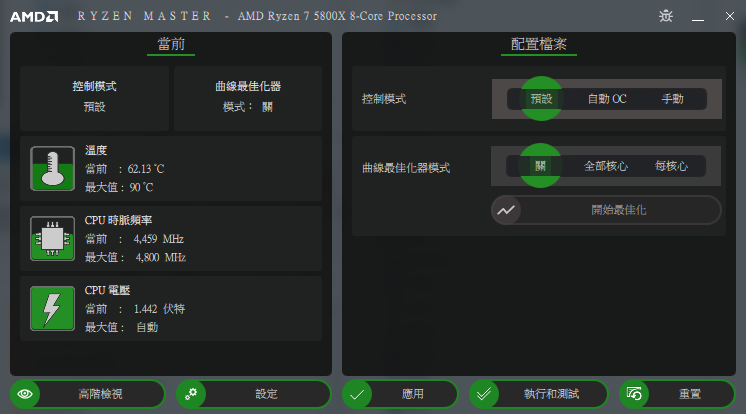 AMD RYZEN MASTER - AMD Ryzen 7 5800X 8-Core Processor
當前
控制模式
預設
曲線最佳化器
模式： 關
溫度
當前 ： 62.13 °C
最大值： 90 °C
CPU 時脈頻率
當前 ： 4,459 MHz
最大值： 4,800 MHz
CPU 電壓
當前 ： 1.442 伏特
最大值： 自動
配置檔案
控制模式 預設 自動 OC 手動
曲線最佳化器模式 關 全部核心 每核心
開始最佳化
高階檢視 設定 應用 執行和測試 重置